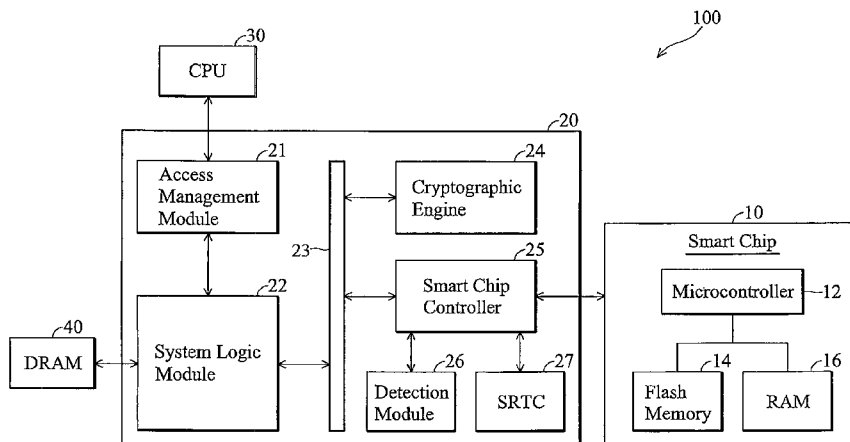 100
30
CPU
20
21
Access
Management
Module
24
Cryptographic
Engine
23
10
Smart Chip
25
Smart Chip
Controller
Microcontroller
12
22
System Logic
Module
40
DRAM
26
Detection
Module
27
SRTC
14
Flash
Memory
16
RAM